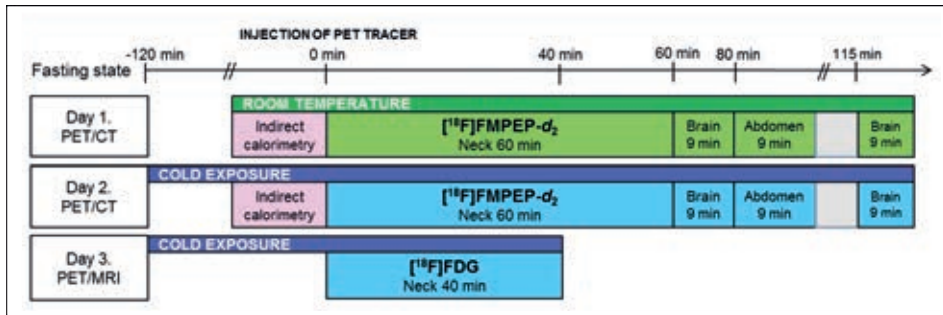 INJECTION OF PET TRACER
-120 min 0 min 40 min 60 min 80 min 115 min
Fasting state // //
Day 1.
PET/CT
ROOM TEMPERATURE
Indirect
calorimetry
[¹⁸F]FMPEP-d₂
Neck 60 min
Brain
9 min
Abdomen
9 min
Brain
9 min
Day 2.
PET/CT
COLD EXPOSURE
Indirect
calorimetry
[¹⁸F]FMPEP-d₂
Neck 60 min
Brain
9 min
Abdomen
9 min
Brain
9 min
Day 3.
PET/MRI
COLD EXPOSURE
[¹⁸F]FDG
Neck 40 min